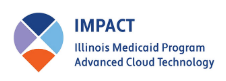 IMPACT
Illinois Medicaid Program
Advanced Cloud Technology